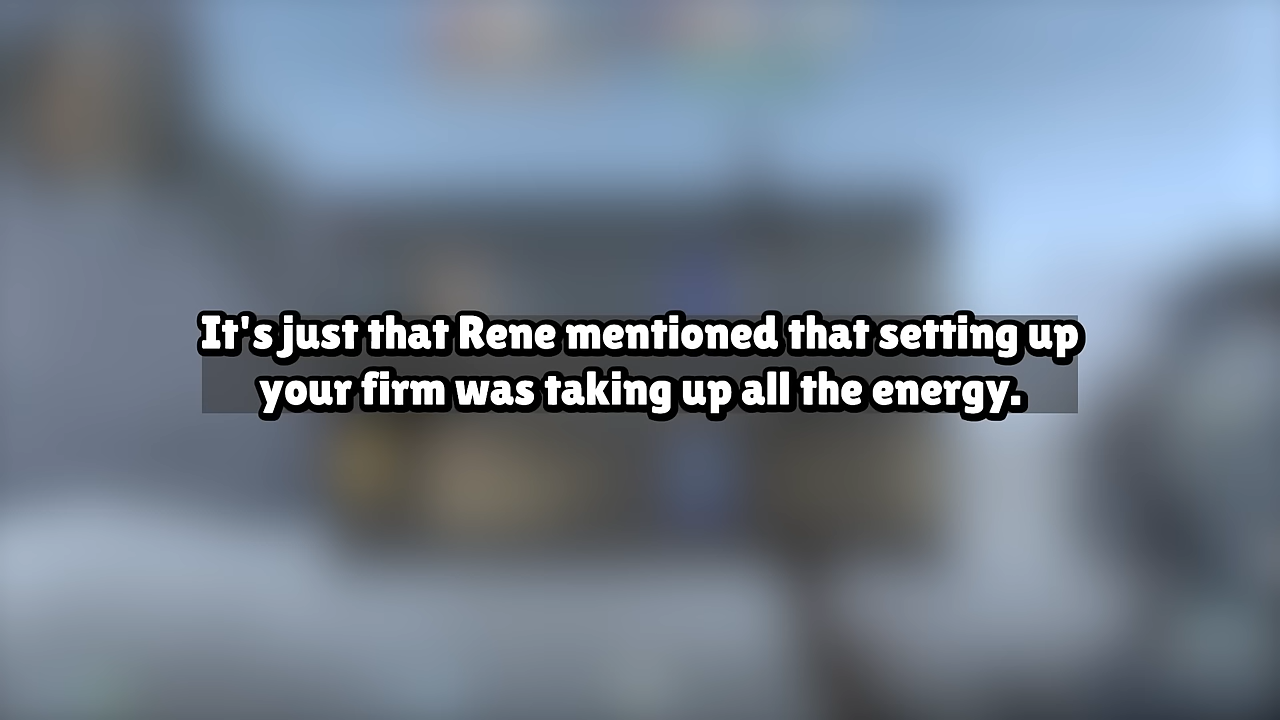 It's just that Rene mentioned that setting up
your firm was taking up all the energy.